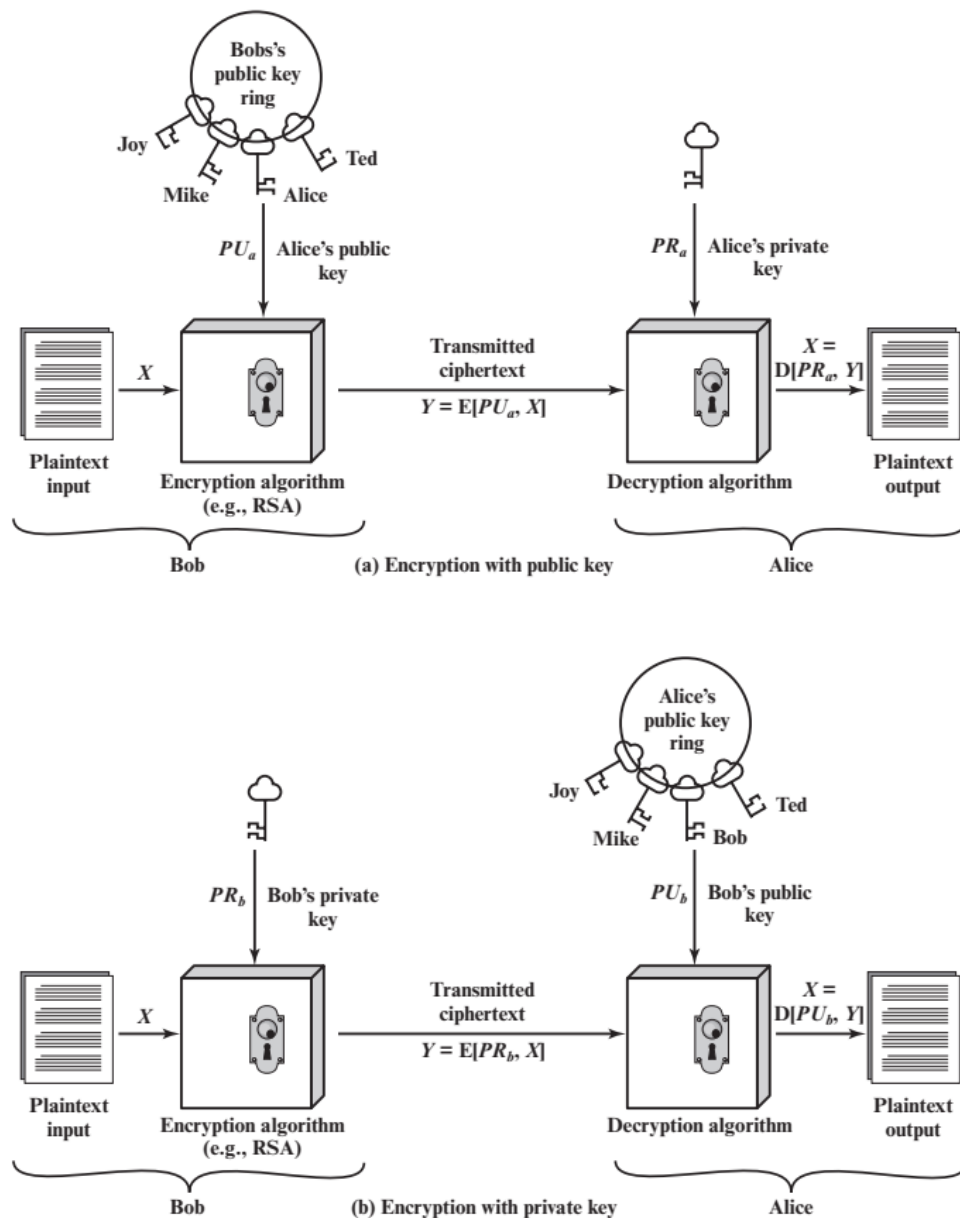 Bobs's
public key
ring
Joy
Ted
Mike
Alice
PUa
Alice's public
key
PRa
Alice's private
key
X
Transmitted
ciphertext
Y = E[PUa, X]
X =
D[PRa, Y]
Plaintext
input
Encryption algorithm
(e.g., RSA)
Decryption algorithm
Plaintext
output
Bob
(a) Encryption with public key
Alice
Alice's
public key
ring
Joy
Ted
Mike
Bob
PRb
Bob's private
key
PUb
Bob's public
key
X
Transmitted
ciphertext
Y = E[PRb, X]
X =
D[PUb, Y]
Plaintext
input
Encryption algorithm
(e.g., RSA)
Decryption algorithm
Plaintext
output
Bob
(b) Encryption with private key
Alice